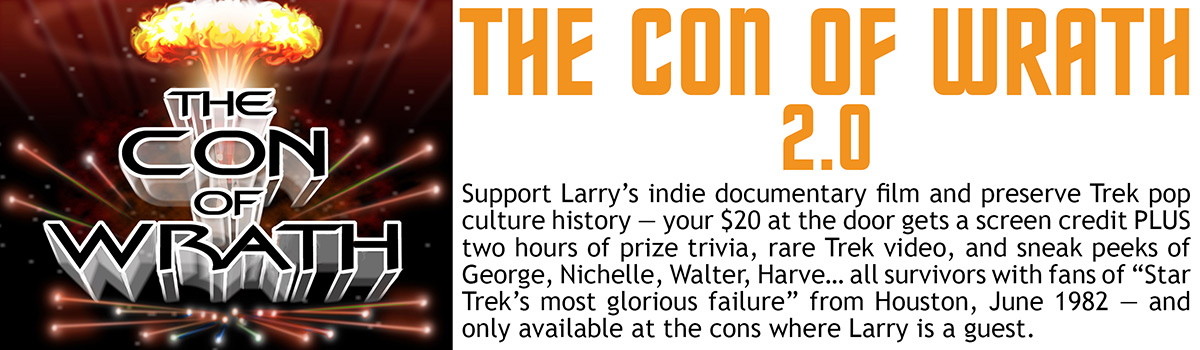 THE
CON
OF
WRATH
THE CON OF WRATH
2.0
Support Larry’s indie documentary film and preserve Trek pop
culture history — your $20 at the door gets a screen credit PLUS
two hours of prize trivia, rare Trek video, and sneak peeks of
George, Nichelle, Walter, Harve… all survivors with fans of “Star
Trek’s most glorious failure” from Houston, June 1982 — and
only available at the cons where Larry is a guest.